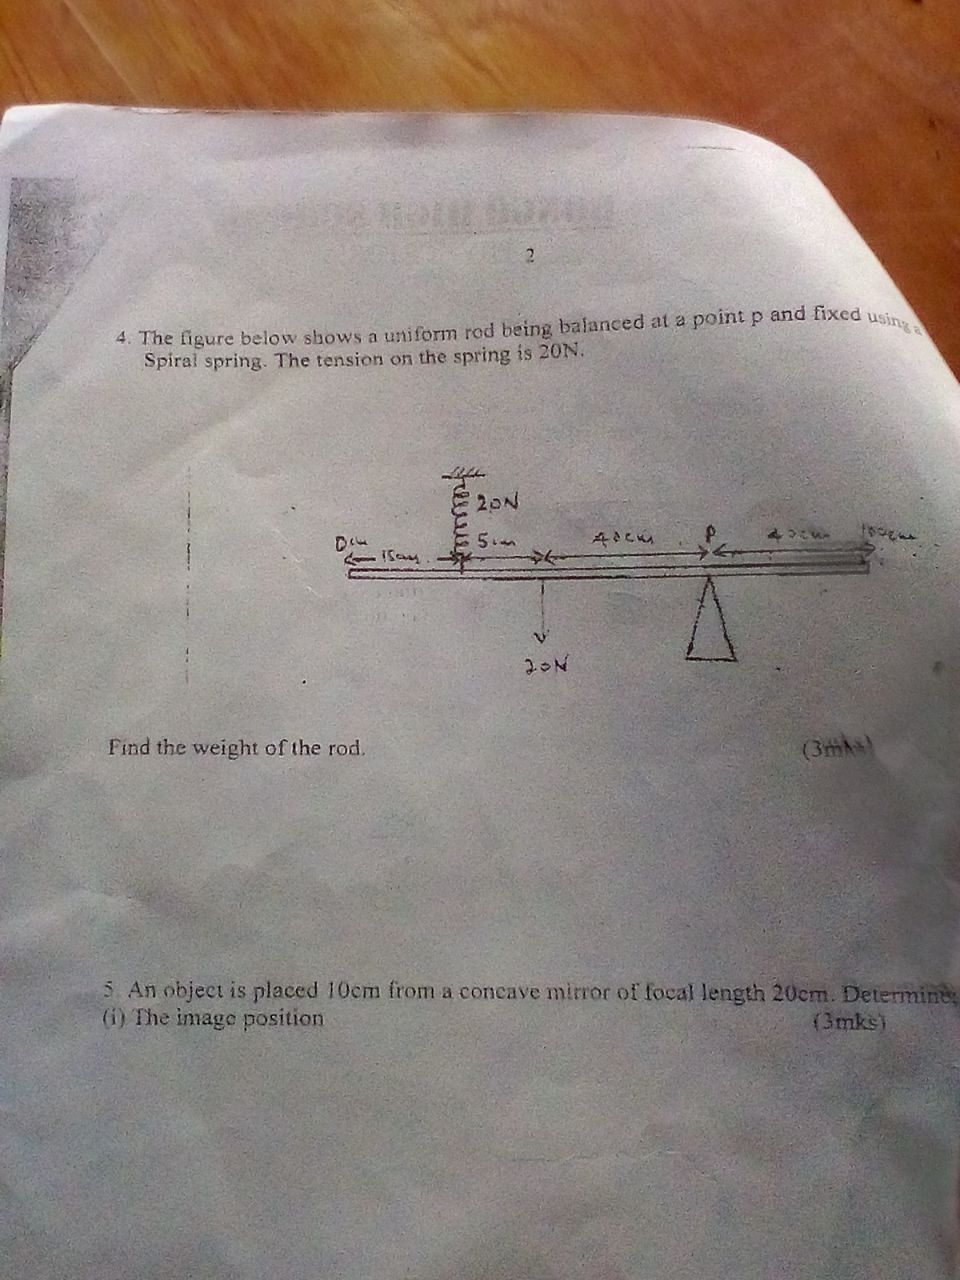 2
4. The figure below shows a uniform rod being balanced at a point p and fixed using a
Spiral spring. The tension on the spring is 20N.
20N
0cm 15cm 5cm 40cm P 40cm 100cm
20N
Find the weight of the rod. (3mks)
5. An object is placed 10cm from a concave mirror of focal length 20cm. Determine:
(i) The image position (3mks)